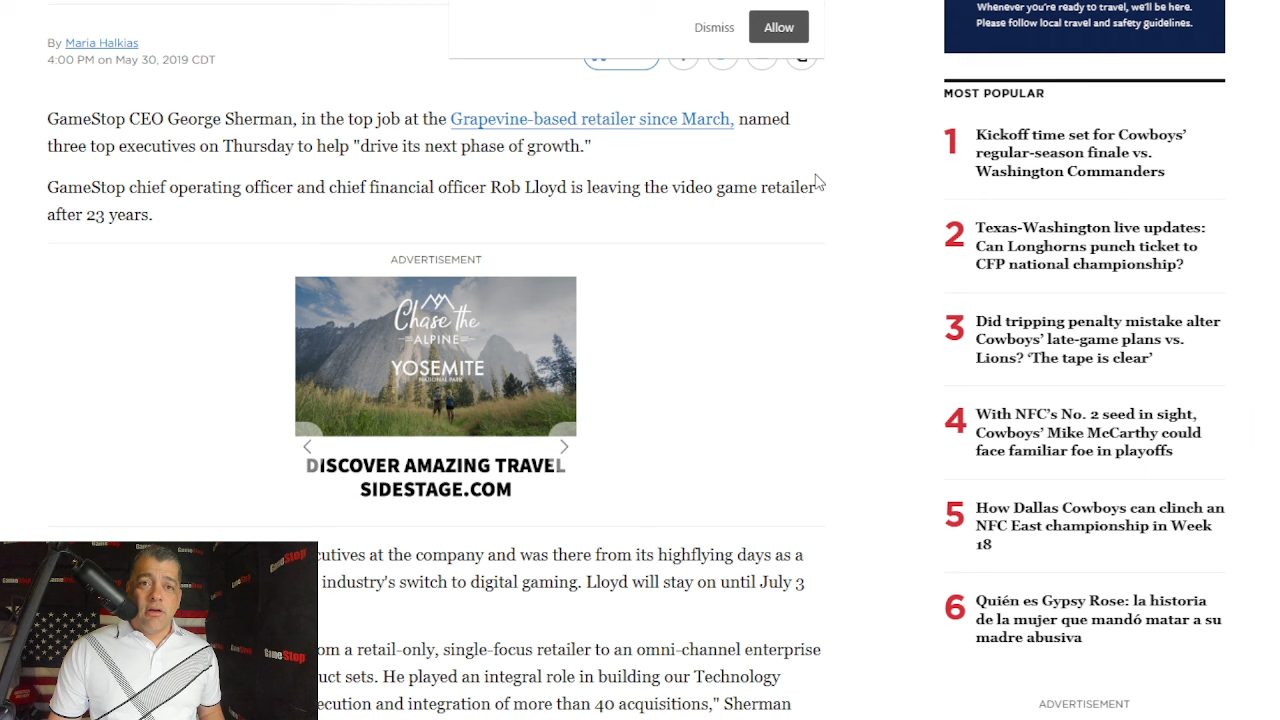 Dismiss
Allow
By Maria Halkias
4:00 PM on May 30, 2019 CDT
GameStop CEO George Sherman, in the top job at the Grapevine-based retailer since March, named
three top executives on Thursday to help "drive its next phase of growth."
GameStop chief operating officer and chief financial officer Rob Lloyd is leaving the video game retailer
after 23 years.
ADVERTISEMENT
Chase the
ALPINE
YOSEMITE
NATIONAL PARK
DISCOVER AMAZING TRAVEL
SIDESTAGE.COM
cutives at the company and was there from its highflying days as a
industry's switch to digital gaming. Lloyd will stay on until July 3
om a retail-only, single-focus retailer to an omni-channel enterprise
uct sets. He played an integral role in building our Technology
ecution and integration of more than 40 acquisitions," Sherman
GameStop
GameStop
Whenever you're ready to travel, we'll be here.
Please follow local travel and safety guidelines.
MOST POPULAR
1 Kickoff time set for Cowboys'
regular-season finale vs.
Washington Commanders
2 Texas-Washington live updates:
Can Longhorns punch ticket to
CFP national championship?
3 Did tripping penalty mistake alter
Cowboys' late-game plans vs.
Lions? 'The tape is clear'
4 With NFC's No. 2 seed in sight,
Cowboys' Mike McCarthy could
face familiar foe in playoffs
5 How Dallas Cowboys can clinch an
NFC East championship in Week
18
6 Quién es Gypsy Rose: la historia
de la mujer que mandó matar a su
madre abusiva
ADVERTISEMENT